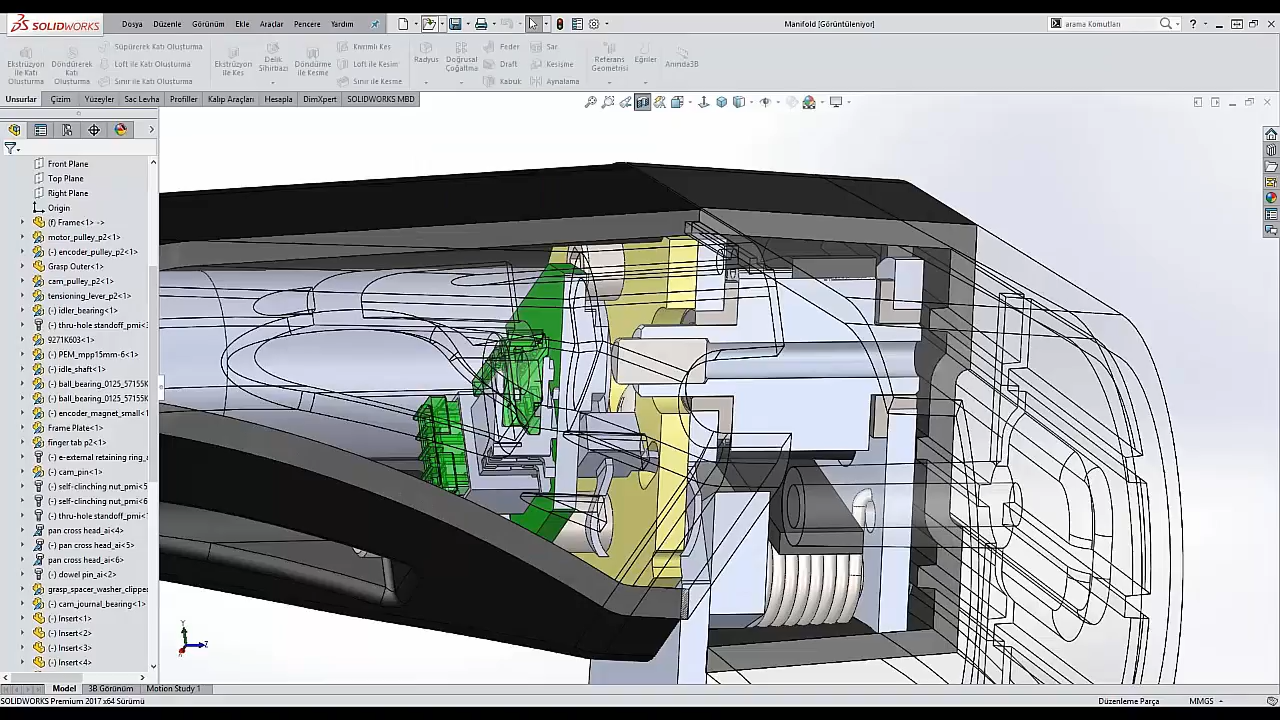 SOLIDWORKS
Dosya Düzenle Görünüm Ekle Araçlar Pencere Yardım
Manifold [Görüntüleniyor]
arama Komutları
Ekstrüzyon ile Katı Oluşturma
Döndürerek Katı Oluşturma
Süpürerek Katı Oluşturma
Loft ile Katı Oluşturma
Sınır ile Katı Oluşturma
Ekstrüzyon ile Kes
Delik Sihirbazı
Döndürme ile Kesme
Kıvrımlı Kes
Loft ile Kesim
Sınır ile Kesme
Radyus
Doğrusal Çoğaltma
Feder
Draft
Kabuk
Sar
Kesişme
Aynalama
Referans Geometrisi
Eğriler
Anında3B
Unsurlar Çizim Yüzeyler Sac Levha Profiller Kalıp Araçları Hesapla DimXpert SOLIDWORKS MBD
Front Plane
Top Plane
Right Plane
Origin
(f) Frame<1> ->
motor_pulley_p2<1>
(-) encoder_pulley_p2<1>
Grasp Outer<1>
cam_pulley_p2<1>
tensioning_lever_p2<1>
(-) idler_bearing<1>
(-) thru-hole standoff_pmi<
9271K603<1>
(-) PEM_mpp15mm-6<1>
(-) idle_shaft<1>
(-) ball_bearing_0125_57155K
(-) ball_bearing_0125_57155K
(-) encoder_magnet_small<1
Frame Plate<1>
finger tab p2<1>
(-) e-external retaining ring_a
(-) cam_pin<1>
(-) self-clinching nut_pmi<5
(-) self-clinching nut_pmi<6
(-) thru-hole standoff_pmi<
pan cross head_ai<4>
(-) pan cross head_ai<5>
pan cross head_ai<6>
(-) dowel pin_ai<2>
grasp_spacer_washer_clipped
(-) cam_journal_bearing<1>
(-) Insert<1>
(-) Insert<2>
(-) Insert<3>
(-) Insert<4>
Y
Z
Model 3B Görünüm Motion Study 1
SOLIDWORKS Premium 2017 x64 Sürümü
Düzenleme Parça
MMGS